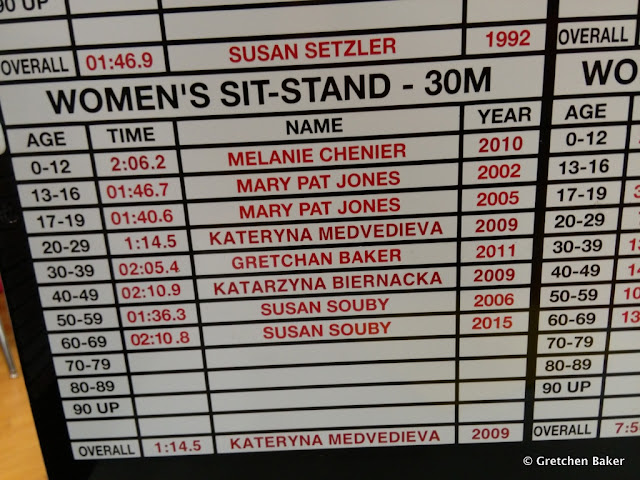 90 UP
OVERALL 01:46.9 SUSAN SETZLER 1992 OVERALL
WOMEN'S SIT-STAND - 30M WO
AGE TIME NAME YEAR AGE
0-12 2:06.2 MELANIE CHENIER 2010 0-12
13-16 01:46.7 MARY PAT JONES 2002 13-16
17-19 01:40.6 MARY PAT JONES 2005 17-19
20-29 1:14.5 KATERYNA MEDVEDIEVA 2009 20-29
30-39 02:05.4 GRETCHAN BAKER 2011 30-39
40-49 02:10.9 KATARZYNA BIERNACKA 2009 40-49
50-59 01:36.3 SUSAN SOUBY 2006 50-59
60-69 02:10.8 SUSAN SOUBY 2015 60-69
70-79 70-79
80-89 80-89
90 UP 90 UP
OVERALL 1:14.5 KATERYNA MEDVEDIEVA 2009 OVERALL
© Gretchen Baker